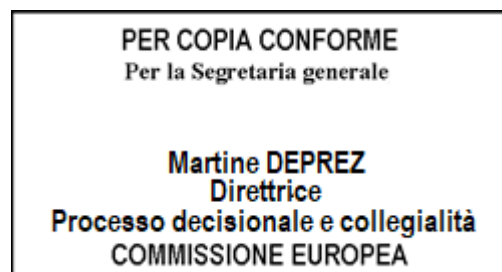 PER COPIA CONFORME
Per la Segretaria generale
Martine DEPREZ
Direttrice
Processo decisionale e collegialità
COMMISSIONE EUROPEA